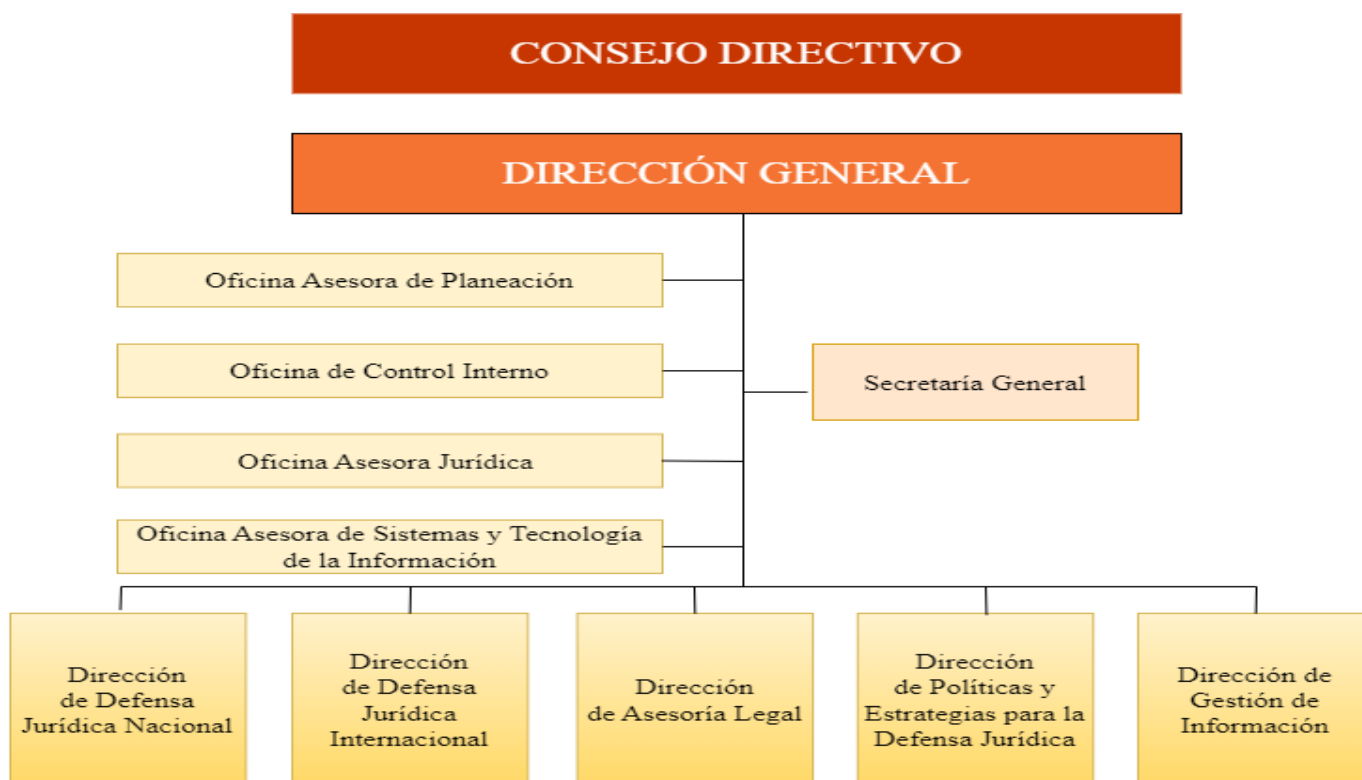 CONSEJO DIRECTIVO
DIRECCIÓN GENERAL
Oficina Asesora de Planeación
Oficina de Control Interno
Secretaría General
Oficina Asesora Jurídica
Oficina Asesora de Sistemas y Tecnología
de la Información
Dirección
de Defensa
Jurídica Nacional
Dirección
de Defensa
Jurídica
Internacional
Dirección
de Asesoría Legal
Dirección
de Políticas y
Estrategias para la
Defensa Jurídica
Dirección de
Gestión de
Información